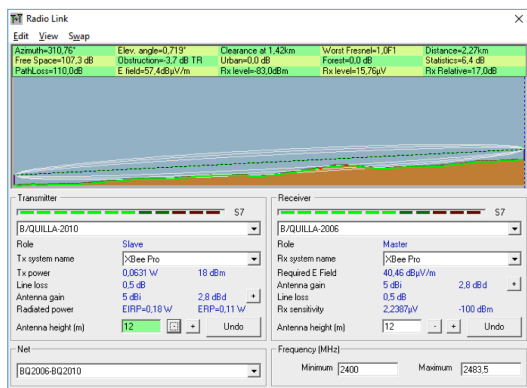 Radio Link
Edit View Swap
Azimuth=310,76° Elev. angle=0,719° Clearance at 1,42km Worst Fresnel=1,0F1 Distance=2,27km
Free Space=107,3 dB Obstruction=-3,7 dB TR Urban=0,0 dB Forest=0,0 dB Statistics=6,4 dB
PathLoss=110,0dB E field=57,4dBµV/m Rx level=-83,0dBm Rx level=15,76µV Rx Relative=17,0dB
Transmitter Receiver
S7 S7
B/QUILLA-2010 B/QUILLA-2006
Role Slave Role Master
Tx system name XBee Pro Rx system name XBee Pro
Tx power 0,0631 W 18 dBm Required E Field 40,46 dBµV/m
Line loss 0,5 dB Antenna gain 5 dBi 2,8 dBd +
Antenna gain 5 dBi 2,8 dBd + Line loss 0,5 dB
Radiated power EIRP=0,18 W ERP=0,11 W Rx sensitivity 2,2387µV -100 dBm
Antenna height (m) 12 - + Undo Antenna height (m) 12 - + Undo
Net Frequency (MHz)
BQ2006-BQ2010 Minimum 2400 Maximum 2483,5